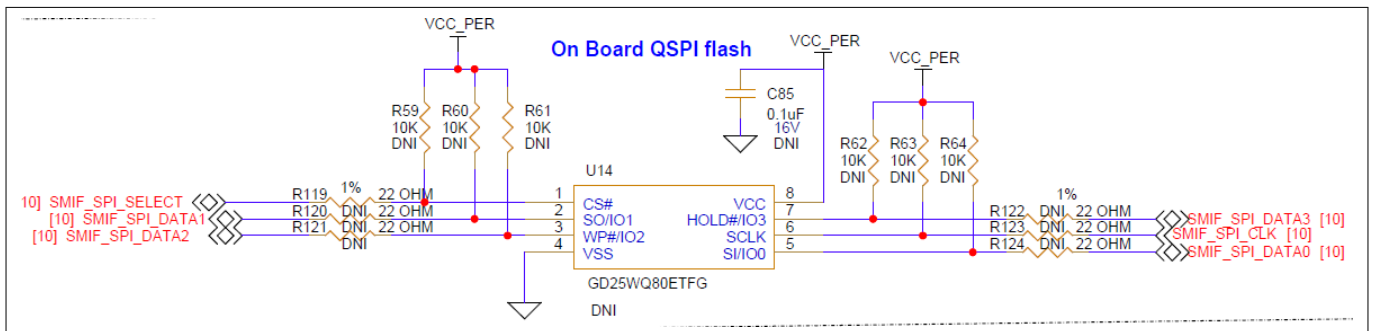 VCC_PER
On Board QSPI flash
VCC_PER
VCC_PER
C85
0.1uF
16V
DNI
R59
10K
DNI
R60
10K
DNI
R61
10K
DNI
R62
10K
DNI
R63
10K
DNI
R64
10K
DNI
U14
10] SMIF_SPI_SELECT
[10] SMIF_SPI_DATA1
[10] SMIF_SPI_DATA2
R119 1% 22 OHM
R120 DNI 22 OHM
R121 DNI 22 OHM
DNI
1 CS#
2 SO/IO1
3 WP#/IO2
4 VSS
VCC 8
HOLD#/IO3 7
SCLK 6
SI/IO0 5
1%
R122 DNI 22 OHM
R123 DNI 22 OHM
R124 DNI 22 OHM
SMIF_SPI_DATA3 [10]
SMIF_SPI_CLK [10]
SMIF_SPI_DATA0 [10]
GD25WQ80ETFG
DNI